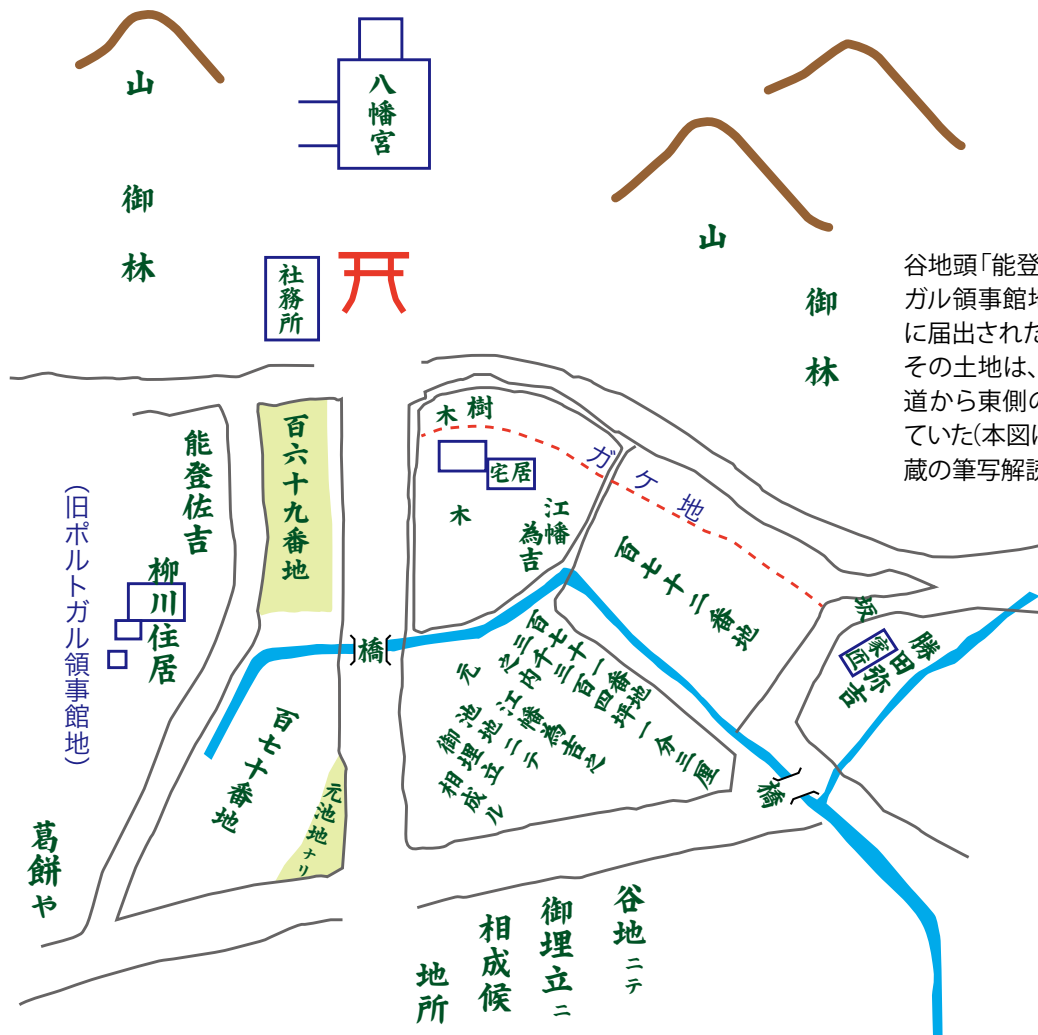 山
御林
八幡宮
社務所
山
御林
谷地頭「能登
ガル領事館地
に届出された
その土地は、
道から東側の
ていた(本図は
蔵の筆写解読
能登佐吉
柳川住居
(旧ポルトガル領事館地)
百六十九番地
樹木
木
居宅
江幡為吉
ガケ地
百七十二番地
坂
勝田弥吉
家匠
橋
百七十一番地
三千三百四坪一分三厘
之内江幡為吉之
元池地ニテ
御埋立
相成ル
橋
百七十番地
元池地ナリ
葛餅や
谷地ニテ
御埋立ニ
相成候
地所